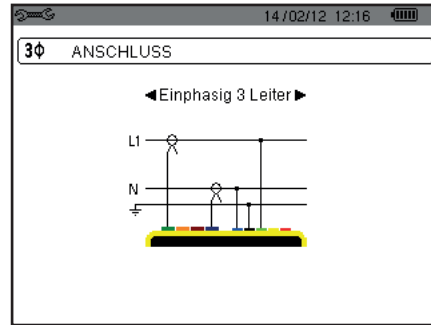 14/02/12 12:16
3Φ ANSCHLUSS
◄Einphasig 3 Leiter►
L1
N